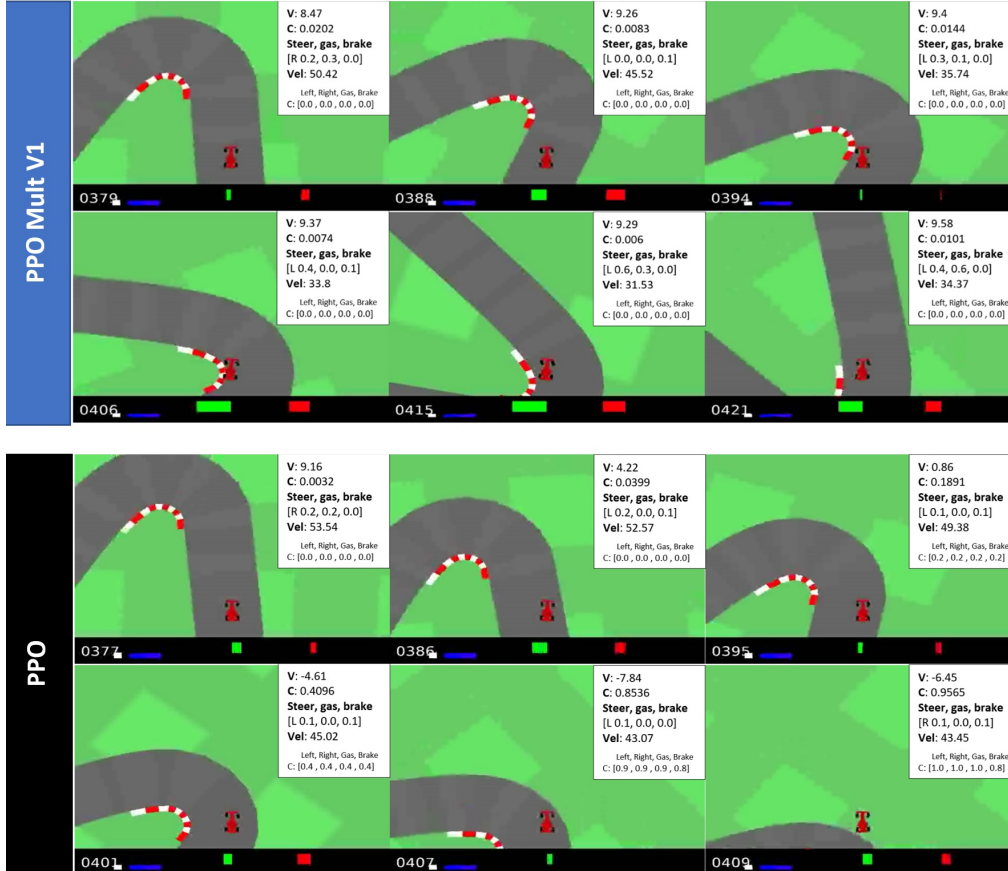 PPO Mult V1
V: 8.47
C: 0.0202
Steer, gas, brake
[R 0.2, 0.3, 0.0]
Vel: 50.42
Left, Right, Gas, Brake
C: [0.0 , 0.0 , 0.0 , 0.0]
0379
V: 9.26
C: 0.0083
Steer, gas, brake
[L 0.0, 0.0, 0.1]
Vel: 45.52
Left, Right, Gas, Brake
C: [0.0 , 0.0 , 0.0 , 0.0]
0388
V: 9.4
C: 0.0144
Steer, gas, brake
[L 0.3, 0.1, 0.0]
Vel: 35.74
Left, Right, Gas, Brake
C: [0.0 , 0.0 , 0.0 , 0.0]
0394
V: 9.37
C: 0.0074
Steer, gas, brake
[L 0.4, 0.0, 0.1]
Vel: 33.8
Left, Right, Gas, Brake
C: [0.0 , 0.0 , 0.0 , 0.0]
0406
V: 9.29
C: 0.006
Steer, gas, brake
[L 0.6, 0.3, 0.0]
Vel: 31.53
Left, Right, Gas, Brake
C: [0.0 , 0.0 , 0.0 , 0.0]
0415
V: 9.58
C: 0.0101
Steer, gas, brake
[L 0.4, 0.6, 0.0]
Vel: 34.37
Left, Right, Gas, Brake
C: [0.0 , 0.0 , 0.0 , 0.0]
0421
PPO
V: 9.16
C: 0.0032
Steer, gas, brake
[R 0.2, 0.2, 0.0]
Vel: 53.54
Left, Right, Gas, Brake
C: [0.0 , 0.0 , 0.0 , 0.0]
0377
V: 4.22
C: 0.0399
Steer, gas, brake
[L 0.2, 0.0, 0.1]
Vel: 52.57
Left, Right, Gas, Brake
C: [0.0 , 0.0 , 0.0 , 0.0]
0386
V: 0.86
C: 0.1891
Steer, gas, brake
[L 0.1, 0.0, 0.1]
Vel: 49.38
Left, Right, Gas, Brake
C: [0.2 , 0.2 , 0.2 , 0.2]
0395
V: -4.61
C: 0.4096
Steer, gas, brake
[L 0.1, 0.0, 0.1]
Vel: 45.02
Left, Right, Gas, Brake
C: [0.4 , 0.4 , 0.4 , 0.4]
0401
V: -7.84
C: 0.8536
Steer, gas, brake
[L 0.1, 0.0, 0.0]
Vel: 43.07
Left, Right, Gas, Brake
C: [0.9 , 0.9 , 0.9 , 0.8]
0407
V: -6.45
C: 0.9565
Steer, gas, brake
[R 0.1, 0.0, 0.1]
Vel: 43.45
Left, Right, Gas, Brake
C: [1.0 , 1.0 , 1.0 , 0.8]
0409